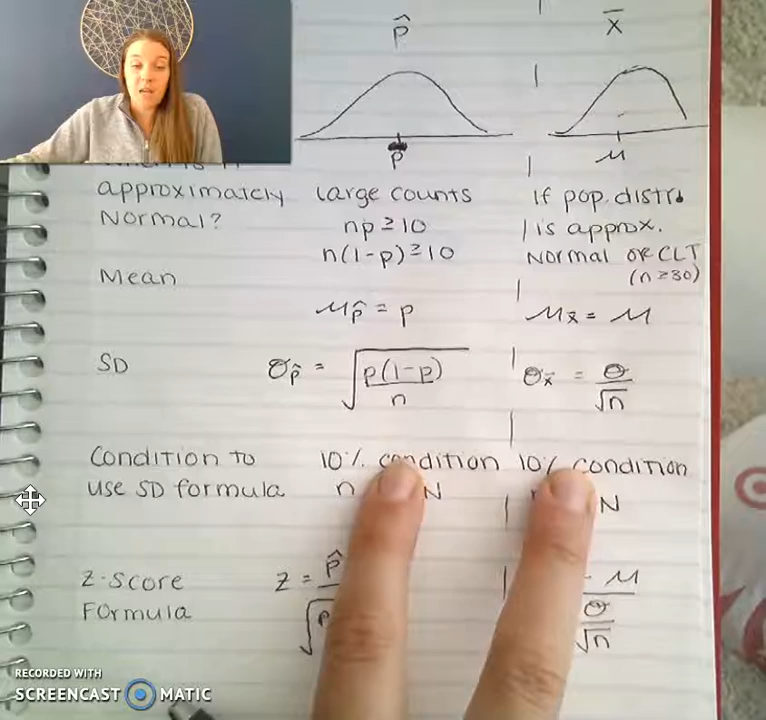 p̂ x̄
p μ
approximately large counts If pop. distr.
Normal? np ≥ 10 is approx.
n(1-p) ≥ 10 Normal OR CLT
Mean (n ≥ 30)
μp̂ = p μx̄ = μ
SD σp̂ = √p(1-p)/n σx̄ = σ/√n
Condition to 10% condition 10% condition
use SD formula n N N
Z-score Z = p̂ - μ
Formula √p σ/√n
RECORDED WITH
SCREENCAST MATIC